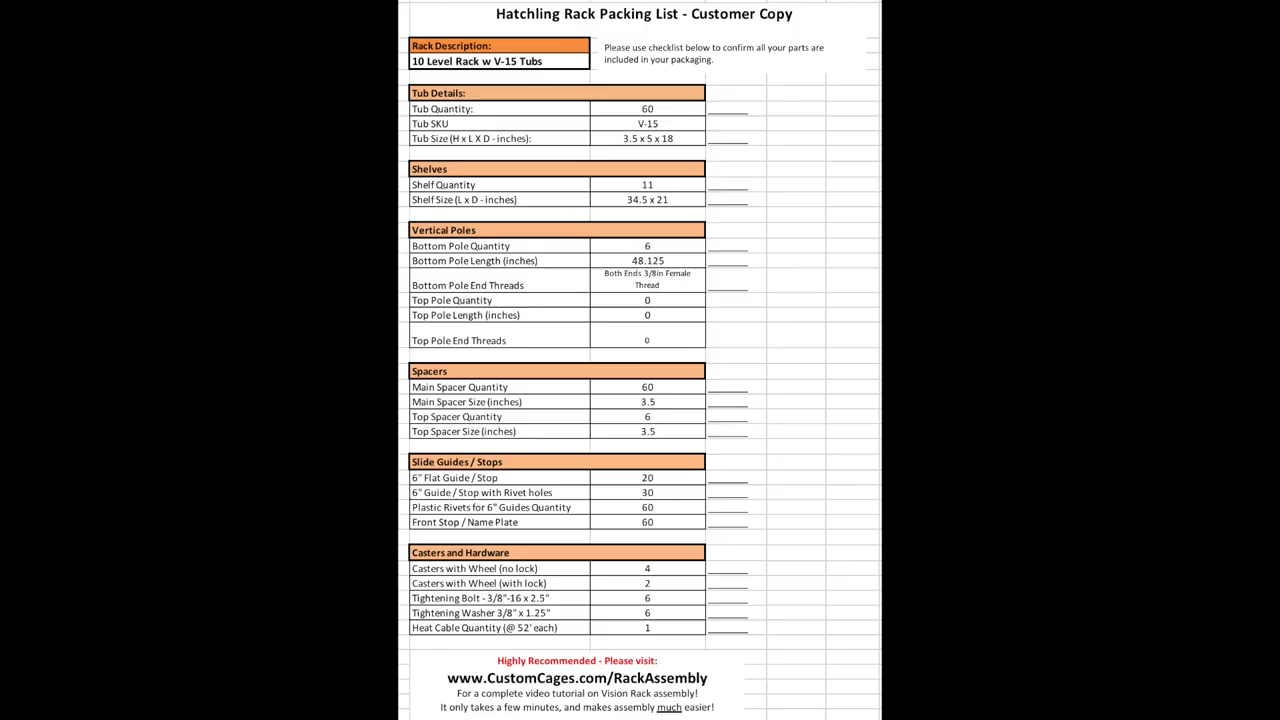 Hatchling Rack Packing List - Customer Copy
Rack Description:
10 Level Rack w V-15 Tubs
Please use checklist below to confirm all your parts are
included in your packaging.
Tub Details:
Tub Quantity: 60
Tub SKU V-15
Tub Size (H x L X D - inches): 3.5 x 5 x 18
Shelves
Shelf Quantity 11
Shelf Size (L x D - inches) 34.5 x 21
Vertical Poles
Bottom Pole Quantity 6
Bottom Pole Length (inches) 48.125
Both Ends 3/8in Female
Bottom Pole End Threads Thread
Top Pole Quantity 0
Top Pole Length (inches) 0
Top Pole End Threads 0
Spacers
Main Spacer Quantity 60
Main Spacer Size (inches) 3.5
Top Spacer Quantity 6
Top Spacer Size (inches) 3.5
Slide Guides / Stops
6" Flat Guide / Stop 20
6" Guide / Stop with Rivet holes 30
Plastic Rivets for 6" Guides Quantity 60
Front Stop / Name Plate 60
Casters and Hardware
Casters with Wheel (no lock) 4
Casters with Wheel (with lock) 2
Tightening Bolt - 3/8"-16 x 2.5" 6
Tightening Washer 3/8" x 1.25" 6
Heat Cable Quantity (@ 52' each) 1
Highly Recommended - Please visit:
www.CustomCages.com/RackAssembly
For a complete video tutorial on Vision Rack assembly!
It only takes a few minutes, and makes assembly much easier!